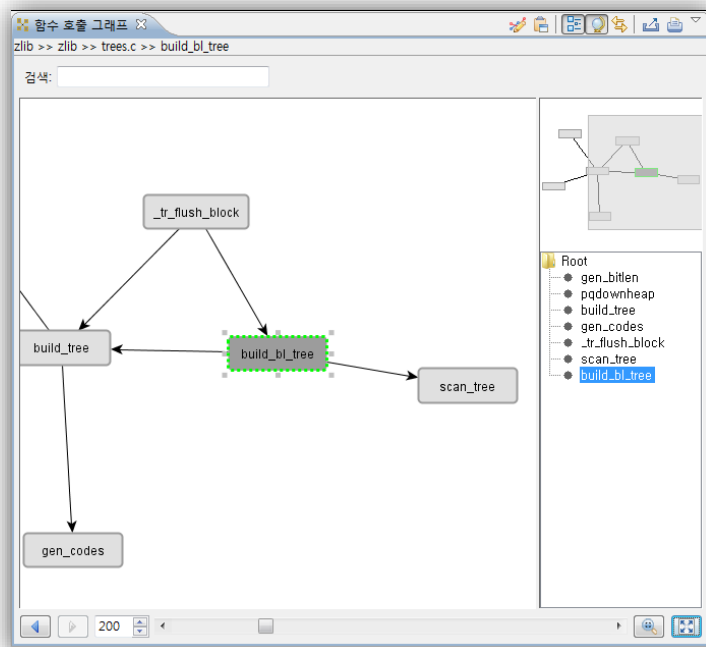 함수 호출 그래프
zlib >> zlib >> trees.c >> build_bl_tree
검색:
_tr_flush_block
build_tree
build_bl_tree
scan_tree
gen_codes
Root
gen_bitlen
pqdownheap
build_tree
gen_codes
_tr_flush_block
scan_tree
build_bl_tree
200